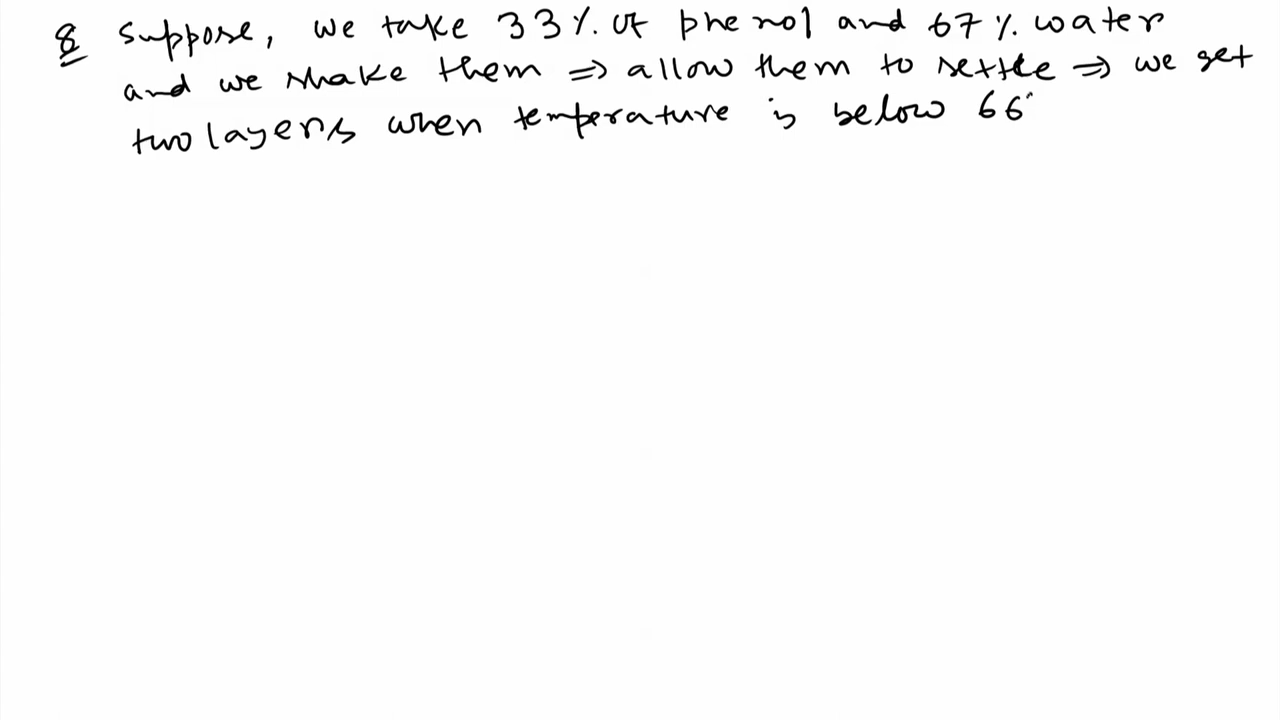 8 Suppose, we take 33%. of phenol and 67%. water
and we shake them ⇒ allow them to settle ⇒ we get
two layers when temperature is below 66°